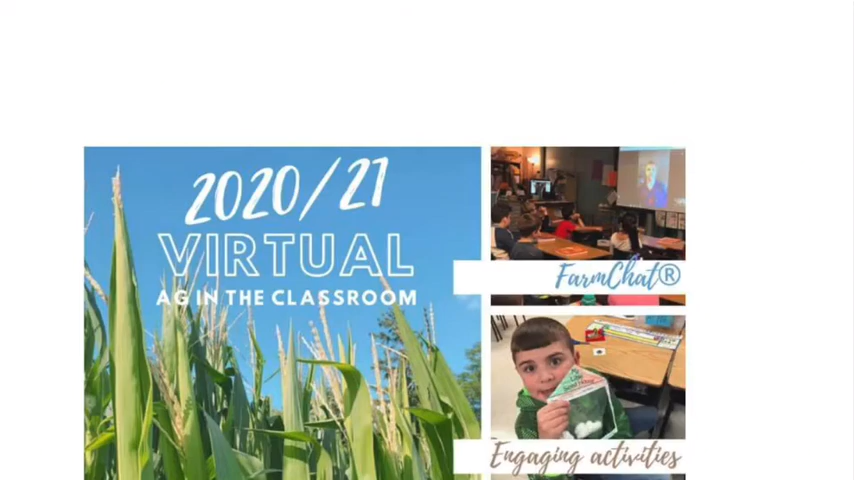 2020/21
VIRTUAL
AG IN THE CLASSROOM
FarmChat®
Engaging activities